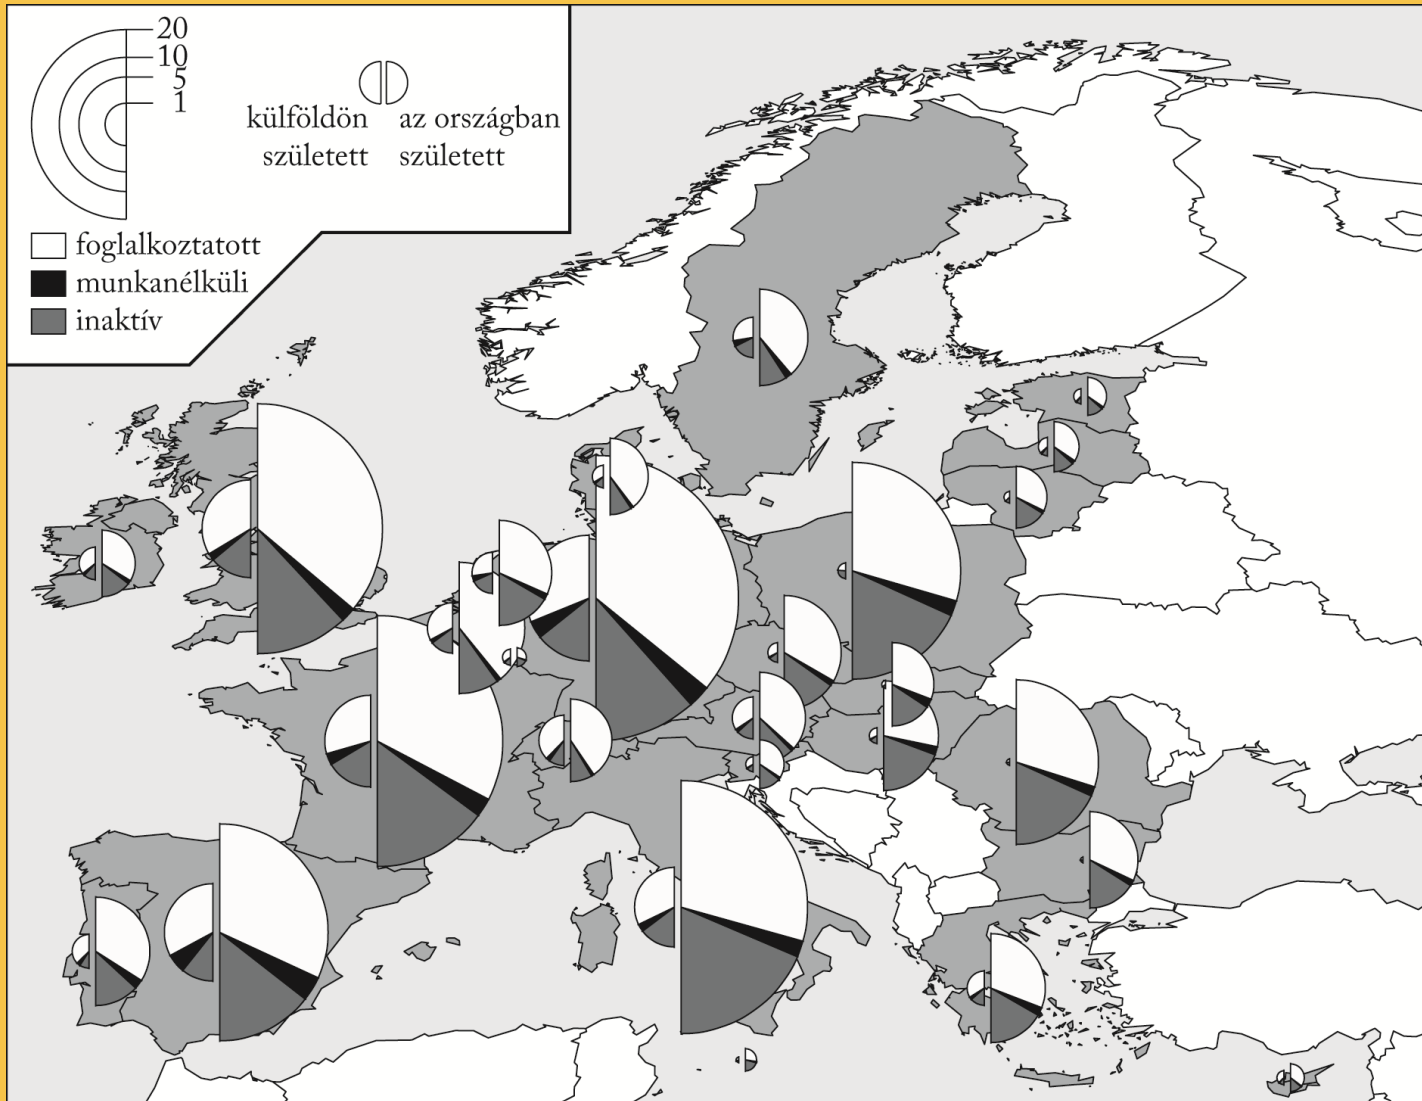 20
10
5
1
külföldön
született
az országban
született
foglalkoztatott
munkanélküli
inaktív